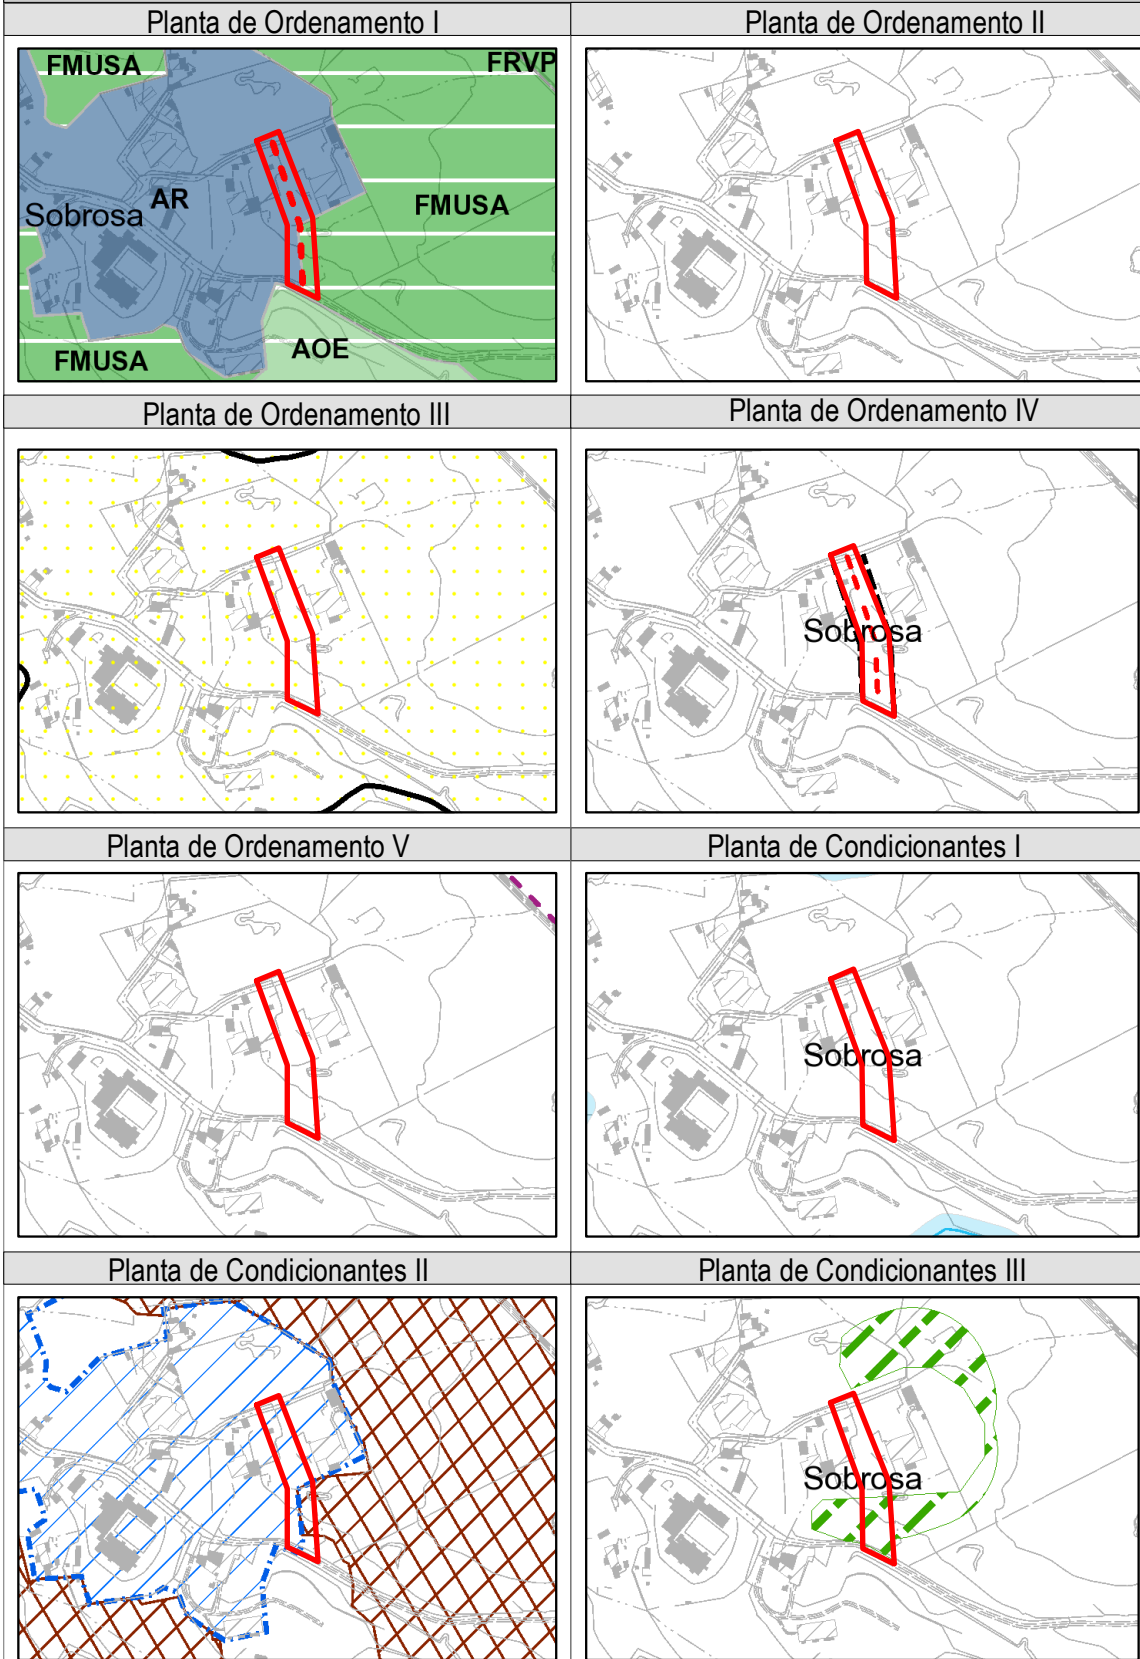 Planta de Ordenamento I
Planta de Ordenamento II
FMUSA
FRVP
AR
Sobrosa
FMUSA
AOE
FMUSA
Planta de Ordenamento III
Planta de Ordenamento IV
Sobrosa
Planta de Ordenamento V
Planta de Condicionantes I
Sobrosa
Planta de Condicionantes II
Planta de Condicionantes III
Sobrosa